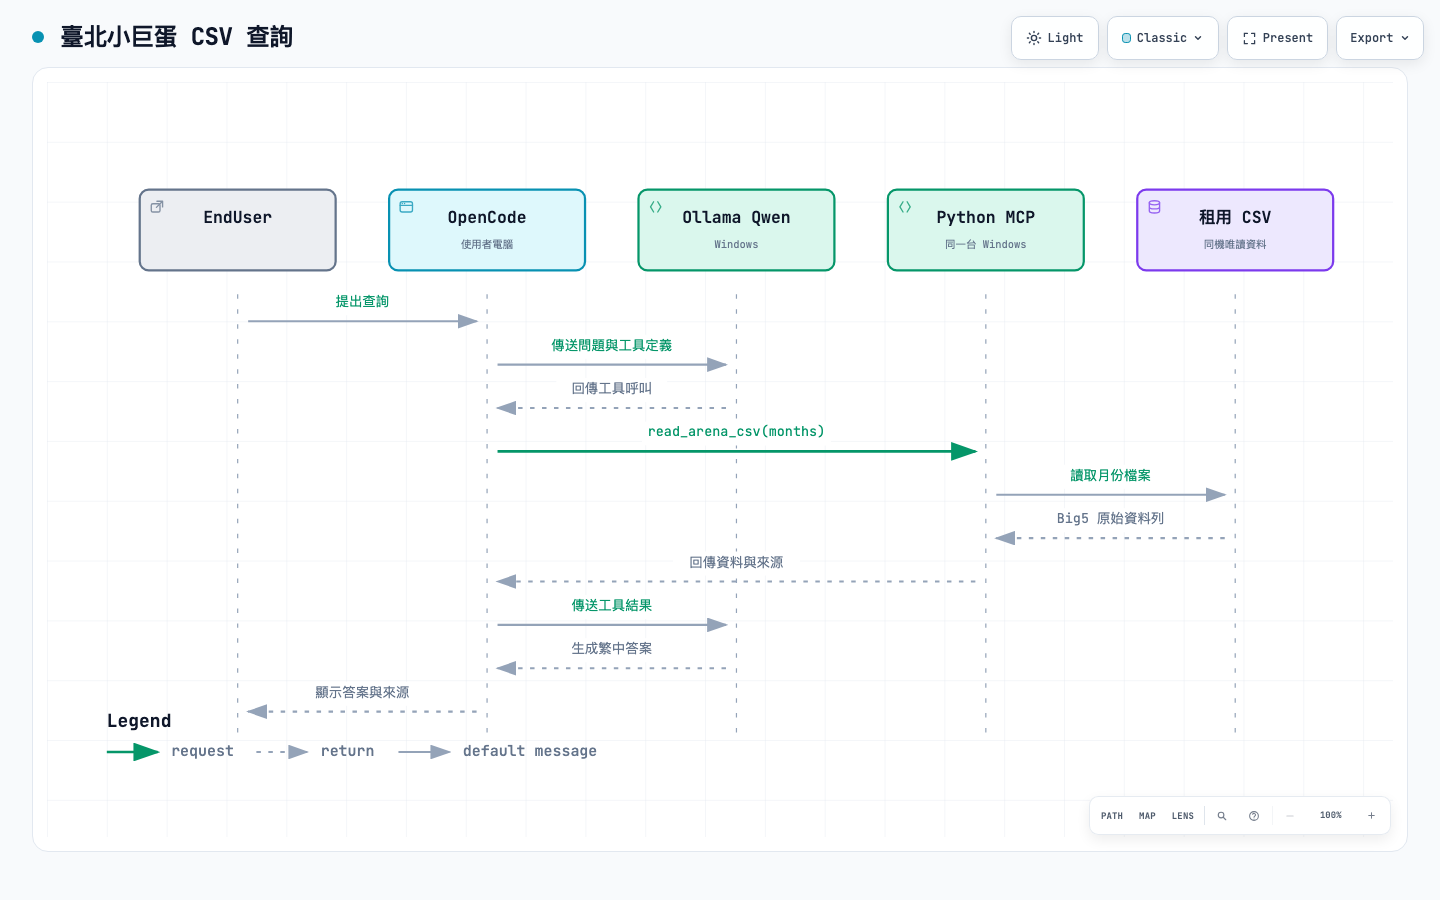 臺北小巨蛋 CSV 查詢
Light
Classic
Present
Export
EndUser
OpenCode
使用者電腦
Ollama Qwen
Windows
Python MCP
同一台 Windows
租用 CSV
同機唯讀資料
提出查詢
傳送問題與工具定義
回傳工具呼叫
read_arena_csv(months)
讀取月份檔案
Big5 原始資料列
回傳資料與來源
傳送工具結果
生成繁中答案
顯示答案與來源
Legend
request
return
default message
PATH
MAP
LENS
100%